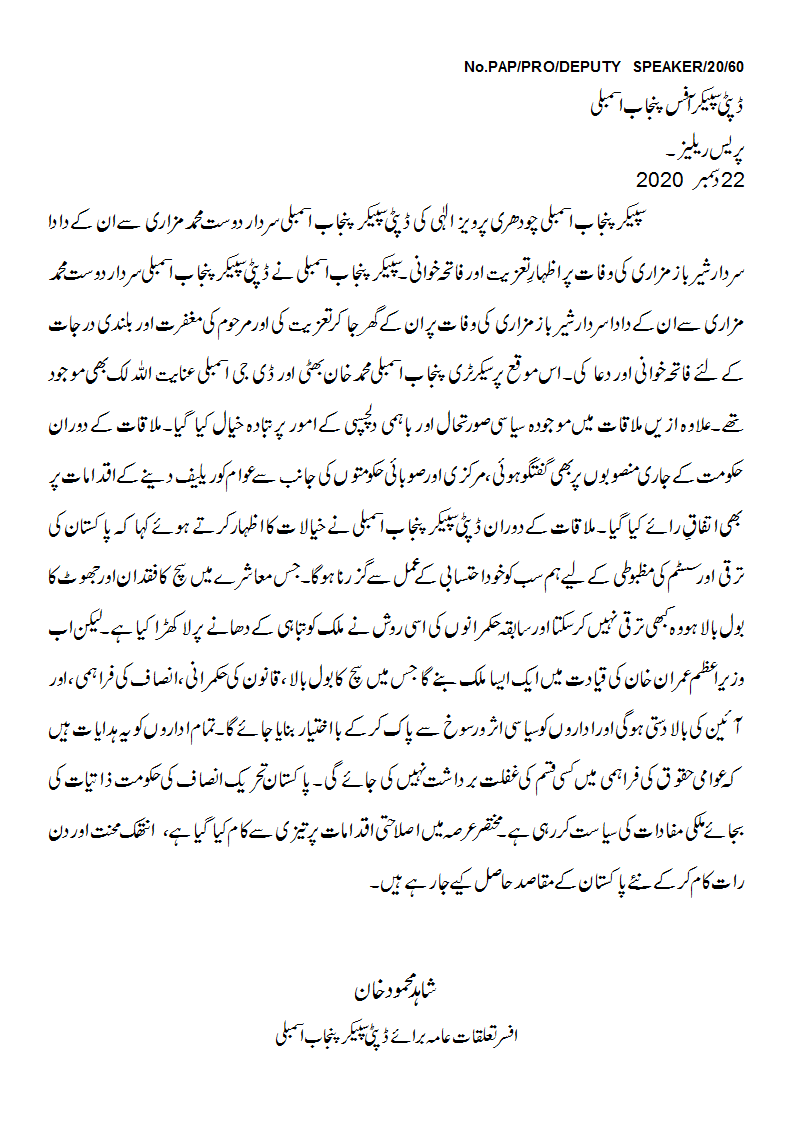 No.PAP/PRO/DEPUTY SPEAKER/20/60
ڈپٹی سپیکر آفس پنجاب اسمبلی
پریس ریلیز ۔
22 دسمبر 2020
سپیکر پنجاب اسمبلی چودھری پرویز الٰہی کی ڈپٹی سپیکر پنجاب اسمبلی سردار دوست محمد مزاری سے ان کے دادا
سردار شیر باز مزاری کی وفات پر اظہارِ تعزیت اور فاتحہ خوانی ۔سپیکر پنجاب اسمبلی نے ڈپٹی سپیکر پنجاب اسمبلی سردار دوست محمد
مزاری سے ان کے دادا سردار شیر باز مزاری کی وفات پر ان کے گھر جا کر تعزیت کی اور مرحوم کی مغفرت اور بلندی درجات
کے لئے فاتحہ خوانی اور دعا کی۔ اس موقع پر سیکرٹری پنجاب اسمبلی محمد خان بھٹی اور ڈی جی اسمبلی عنایت اللہ لک بھی موجود
تھے۔علاوہ ازیں ملاقات میں موجودہ سیاسی صورتحال اور باہمی دلچسپی کے امور پر تبادہ خیال کیا گیا۔ ملاقات کے دوران
حکومت کے جاری منصوبوں پر بھی گفتگو ہوئی ،مرکزی اور صوبائی حکومتوں کی جانب سے عوام کو ریلیف دینے کے اقدامات پر
بھی اتفاقِ رائے کیا گیا ۔ ملاقات کے دوران ڈپٹی سپیکر پنجاب اسمبلی نے خیالات کا اظہار کرتے ہوئے کہا کہ پاکستان کی
ترقی اور سسٹم کی مظبوطی کے لیے ہم سب کو خود احتسابی کے عمل سے گزرنا ہوگا۔ جس معاشرے میں سچ کا فقدان اور جھوٹ کا
بول بالا ہو وہ کبھی ترقی نہیں کر سکتا اور سابقہ حکمرانوں کی اسی روش نے ملک کو تباہی کے دھانے پر لا کھڑا کیا ہے۔ لیکن اب
وزیراعظم عمران خان کی قیادت میں ایک ایسا ملک بنے گا جس میں سچ کا بول بالا ، قانون کی حکمرانی ،انصاف کی فراہمی ،اور
آئین کی بالا دستی ہوگی اور اداروں کو سیاسی اثر ورسوخ سے پاک کر کے با اختیار بنایا جائے گا۔تمام اداروں کو یہ ہدایات ہیں
کہ عوامی حقوق کی فراہمی میں کسی قسم کی غفلت برداشت نہیں کی جائے گی ۔ پاکستان تحریک انصاف کی حکومت ذاتیات کی
بجائے ملکی مفادات کی سیاست کر رہی ہے۔مختصر عرصہ میں اصلاحتی اقدامات پر تیزی سے کام کیا گیا ہے، انتھک محنت اور دن
رات کام کر کے نئے پاکستان کے مقاصد حاصل کیے جا رہے ہیں۔
شاہد محمود خان
افسر تعلقات عامہ برائے ڈپٹی سپیکر پنجاب اسمبلی